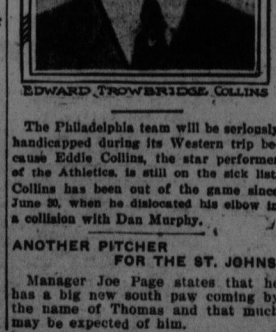 EDWARD TROWBRIDGE COLLINS
The Philadelphia team will be seriously
handicapped during its Western trip be-
cause Eddie Collins, the star performer
of the Athletics, is still on the sick list.
Collins has been out of the game since
June 30, when he dislocated his elbow in
a collision with Dan Murphy.
ANOTHER PITCHER
FOR THE ST. JOHNS
Manager Joe Page states that he
has a big new south paw coming by
the name of Thomas and that much
may be expected of him.